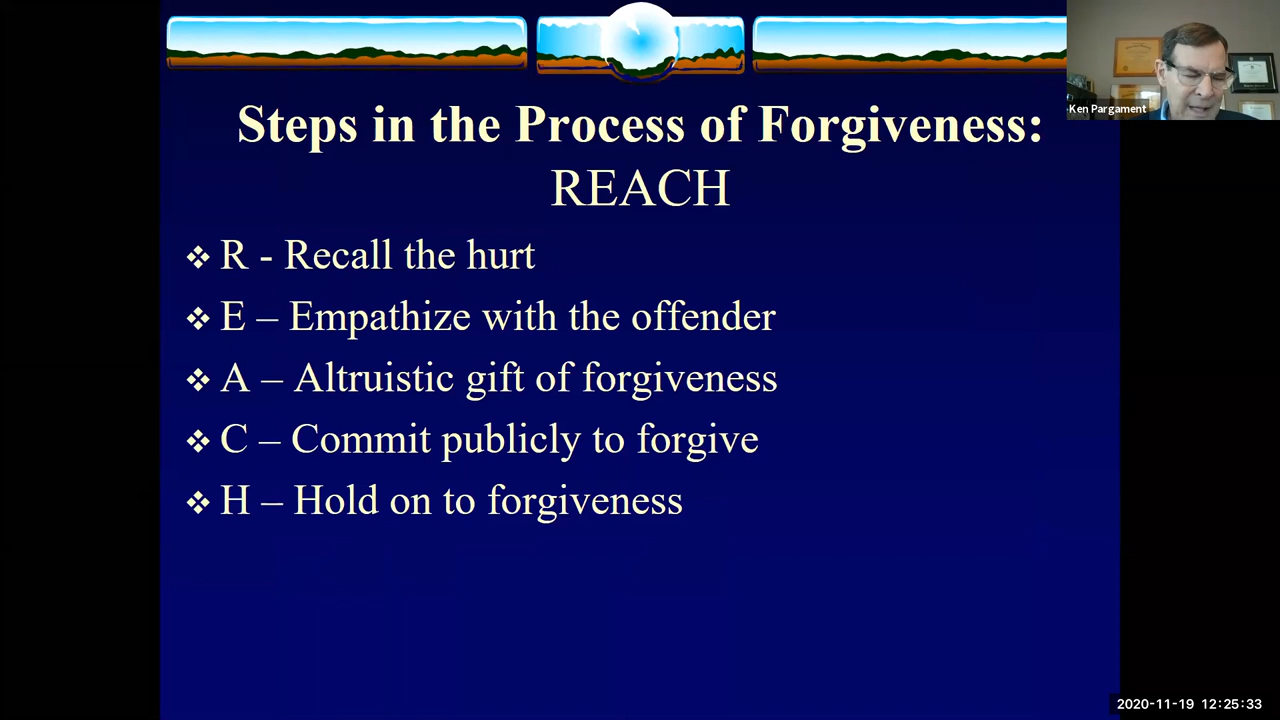 Ken Pargament
Steps in the Process of Forgiveness:
REACH
❖ R - Recall the hurt
❖ E – Empathize with the offender
❖ A – Altruistic gift of forgiveness
❖ C – Commit publicly to forgive
❖ H – Hold on to forgiveness
2020-11-19 12:25:33